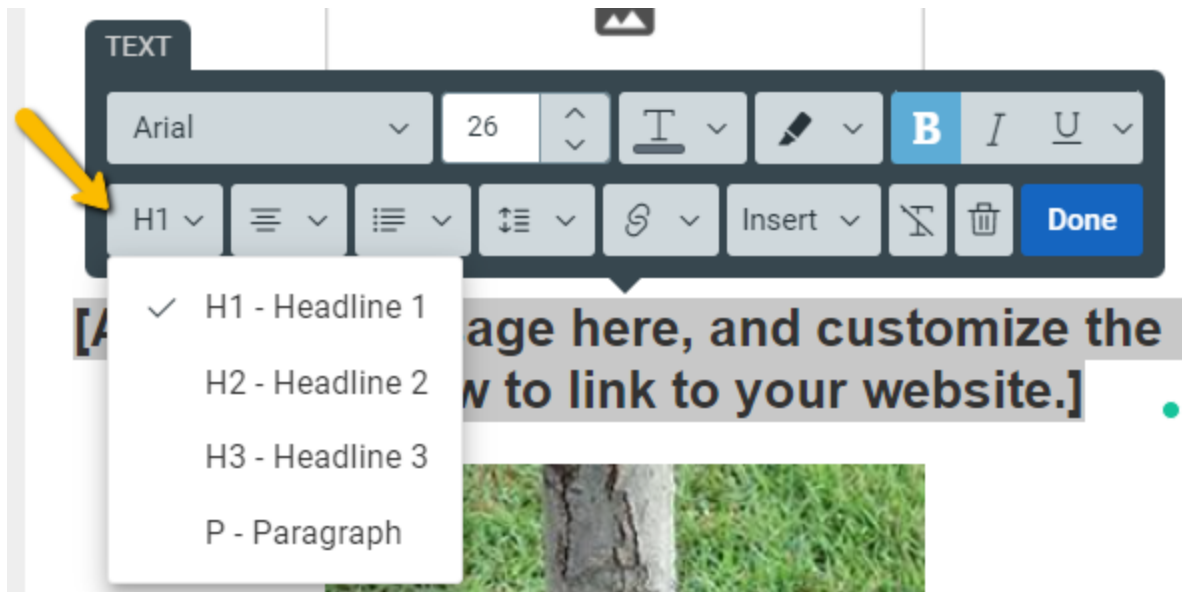 TEXT
Arial 26 T B I U
H1 Insert T Done
H1 - Headline 1
H2 - Headline 2
H3 - Headline 3
P - Paragraph
[A age here, and customize the
w to link to your website.]